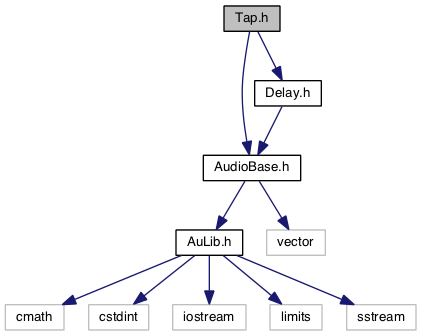 Tap.h
Delay.h
AudioBase.h
AuLib.h
vector
cmath
cstdint
iostream
limits
sstream